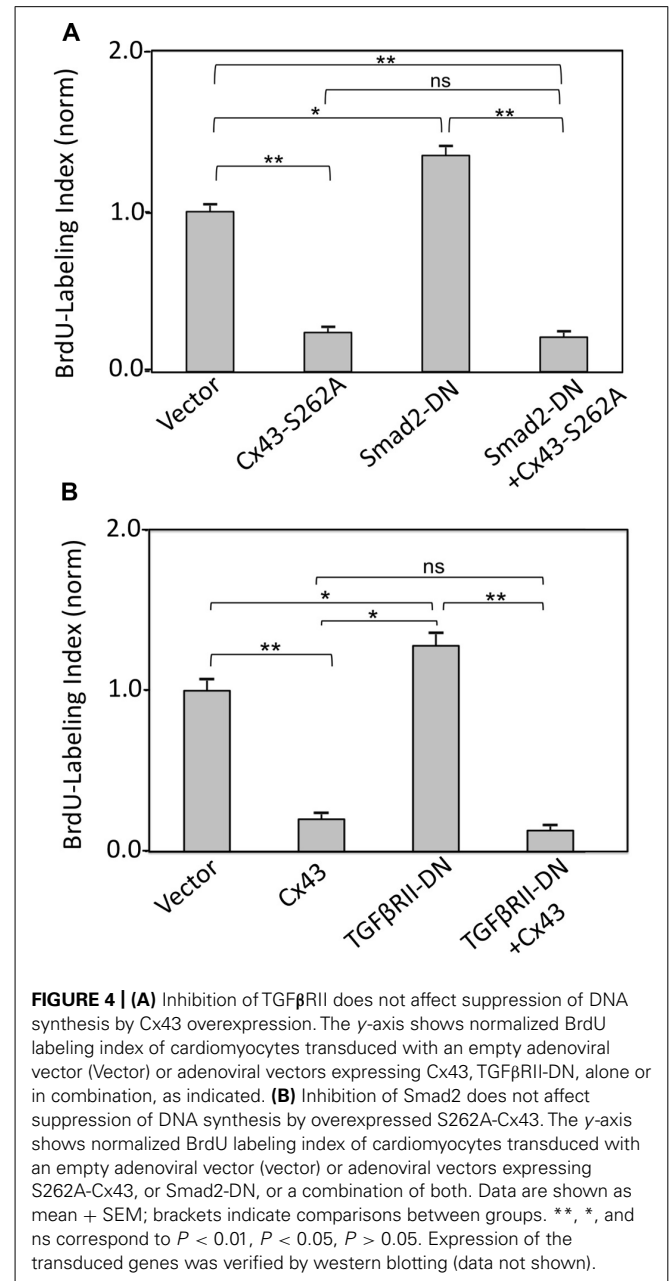 A
2.0
**
ns
*
**
**
1.0
0.0
BrdU-Labeling Index (norm)
Vector
Cx43-S262A
Smad2-DN
Smad2-DN
+Cx43-S262A
B
2.0
ns
*
**
*
**
1.0
0.0
BrdU-Labeling Index (norm)
Vector
Cx43
TGFβRII-DN
TGFβRII-DN
+Cx43
FIGURE 4 | (A) Inhibition of TGFβRII does not affect suppression of DNA
synthesis by Cx43 overexpression. The y-axis shows normalized BrdU
labeling index of cardiomyocytes transduced with an empty adenoviral
vector (Vector) or adenoviral vectors expressing Cx43, TGFβRII-DN, alone or
in combination, as indicated. (B) Inhibition of Smad2 does not affect
suppression of DNA synthesis by overexpressed S262A-Cx43. The y-axis
shows normalized BrdU labeling index of cardiomyocytes transduced with
an empty adenoviral vector (vector) or adenoviral vectors expressing
S262A-Cx43, or Smad2-DN, or a combination of both. Data are shown as
mean + SEM; brackets indicate comparisons between groups. **, *, and
ns correspond to P < 0.01, P < 0.05, P > 0.05. Expression of the
transduced genes was verified by western blotting (data not shown).